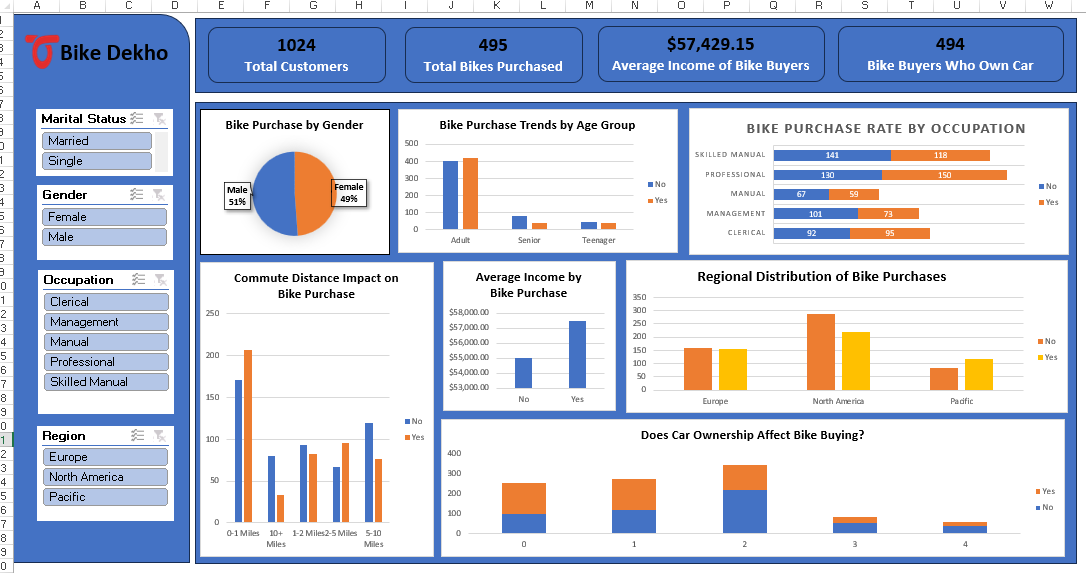 D E F G H I J K L M N O P Q R S T U V W
A B C
Bike Dekho
1024
Total Customers
495
Total Bikes Purchased
$57,429.15
Average Income of Bike Buyers
494
Bike Buyers Who Own Car
Marital Status
Married
Single
Gender
Female
Male
Occupation
Clerical
Management
Manual
Professional
Skilled Manual
Region
Europe
North America
Pacific
Bike Purchase by Gender
Male
51%
Female
49%
Bike Purchase Trends by Age Group
500
400
300
200
100
0
Adult Senior Teenager
No
Yes
BIKE PURCHASE RATE BY OCCUPATION
SKILLED MANUAL 141 118
PROFESSIONAL 130 150
MANUAL 67 59
MANAGEMENT 101 73
CLERICAL 92 95
No
Yes
Commute Distance Impact on
Bike Purchase
250
200
150
100
50
0
0-1 Miles 10+ Miles 1-2 Miles 2-5 Miles 5-10 Miles
No
Yes
Average Income by
Bike Purchase
$58,000.00
$57,000.00
$56,000.00
$55,000.00
$54,000.00
$53,000.00
No Yes
Regional Distribution of Bike Purchases
350
300
250
200
150
100
50
0
Europe North America Pacific
No
Yes
Does Car Ownership Affect Bike Buying?
400
300
200
100
0
0 1 2 3 4
Yes
No